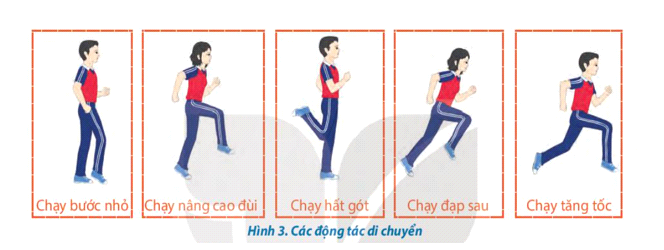 Chạy bước nhỏ
Chạy nâng cao đùi
Chạy hất gót
Chạy đạp sau
Chạy tăng tốc
Hình 3. Các động tác di chuyển